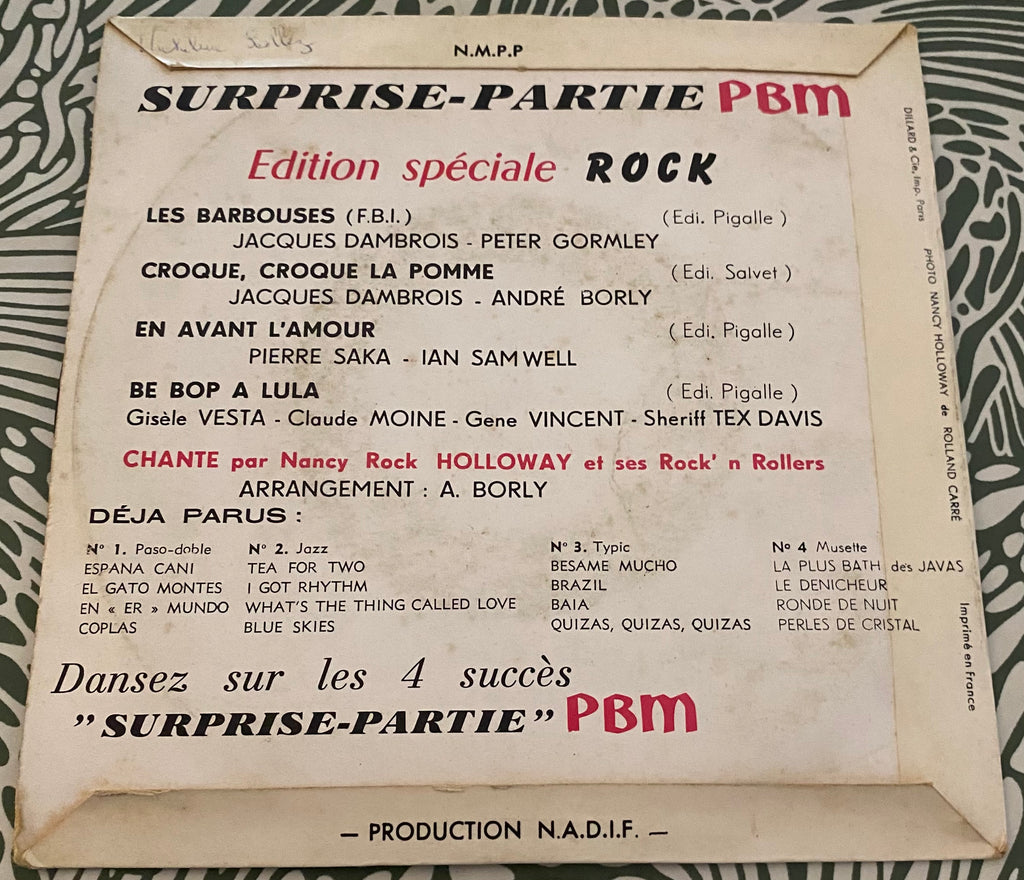 N.M.P.P
SURPRISE-PARTIE PBM
Edition spéciale ROCK
LES BARBOUSES (F.B.I.) (Edi. Pigalle)
JACQUES DAMBROIS - PETER GORMLEY
CROQUE, CROQUE LA POMME (Edi. Salvet)
JACQUES DAMBROIS - ANDRÉ BORLY
EN AVANT L'AMOUR (Edi. Pigalle)
PIERRE SAKA - IAN SAMWELL
BE BOP A LULA (Edi. Pigalle)
Gisèle VESTA - Claude MOINE - Gene VINCENT - Sheriff TEX DAVIS
CHANTE par Nancy Rock HOLLOWAY et ses Rock' n Rollers
ARRANGEMENT : A. BORLY
DÉJA PARUS :
N° 1. Paso-doble
ESPANA CANI
EL GATO MONTES
EN « ER » MUNDO
COPLAS
N° 2. Jazz
TEA FOR TWO
I GOT RHYTHM
WHAT'S THE THING CALLED LOVE
BLUE SKIES
N° 3. Typic
BESAME MUCHO
BRAZIL
BAIA
QUIZAS, QUIZAS, QUIZAS
N° 4 Musette
LA PLUS BATH des JAVAS
LE DENICHEUR
RONDE DE NUIT
PERLES DE CRISTAL
Dansez sur les 4 succès
"SURPRISE-PARTIE" PBM
— PRODUCTION N.A.D.I.F. —
DILLARD & Cie, Imp. Paris
PHOTO NANCY HOLLOWAY de ROLLAND CARRÉ
Imprimé en France